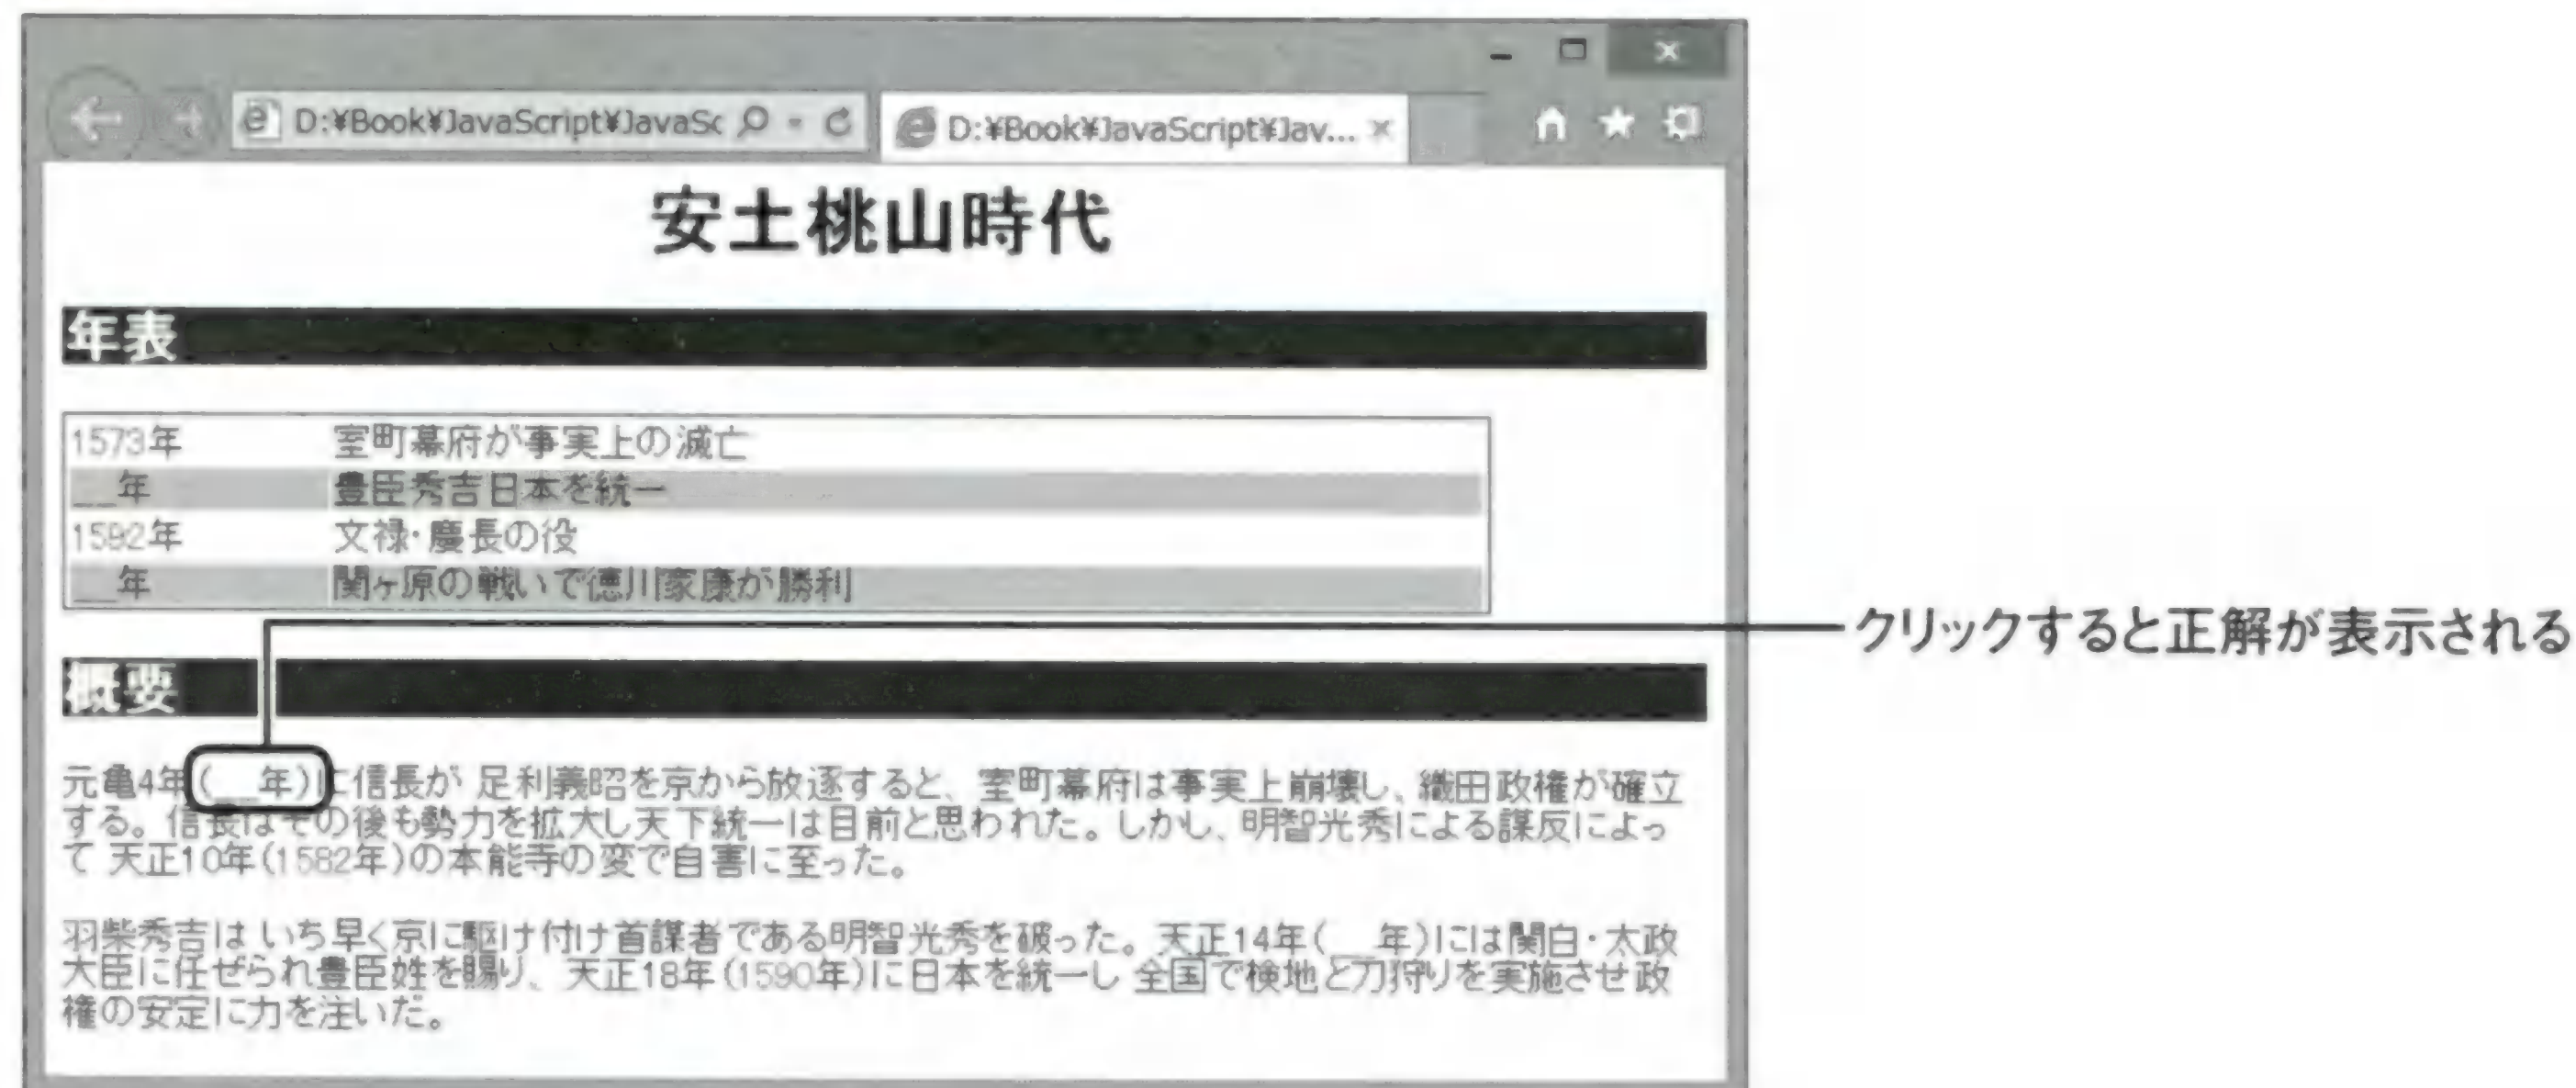 D:¥Book¥JavaScript¥JavaSc
D:¥Book¥JavaScript¥Jav...
安土桃山時代
年表
1573年 室町幕府が事実上の滅亡
__年 豊臣秀吉日本を統一
1592年 文禄・慶長の役
__年 関ヶ原の戦いで徳川家康が勝利
クリックすると正解が表示される
概要
元亀4年(__年)に信長が 足利義昭を京から放逐すると、室町幕府は事実上崩壊し、織田政権が確立
する。信長はその後も勢力を拡大し天下統一は目前と思われた。しかし、明智光秀による謀反によっ
て 天正10年(1582年)の本能寺の変で自害に至った。
羽柴秀吉は いち早く京に駆け付け首謀者である明智光秀を破った。天正14年(__年)には関白・太政
大臣に任ぜられ豊臣姓を賜り、天正18年(1590年)に日本を統一し 全国で検地と刀狩りを実施させ政
権の安定に力を注いだ。